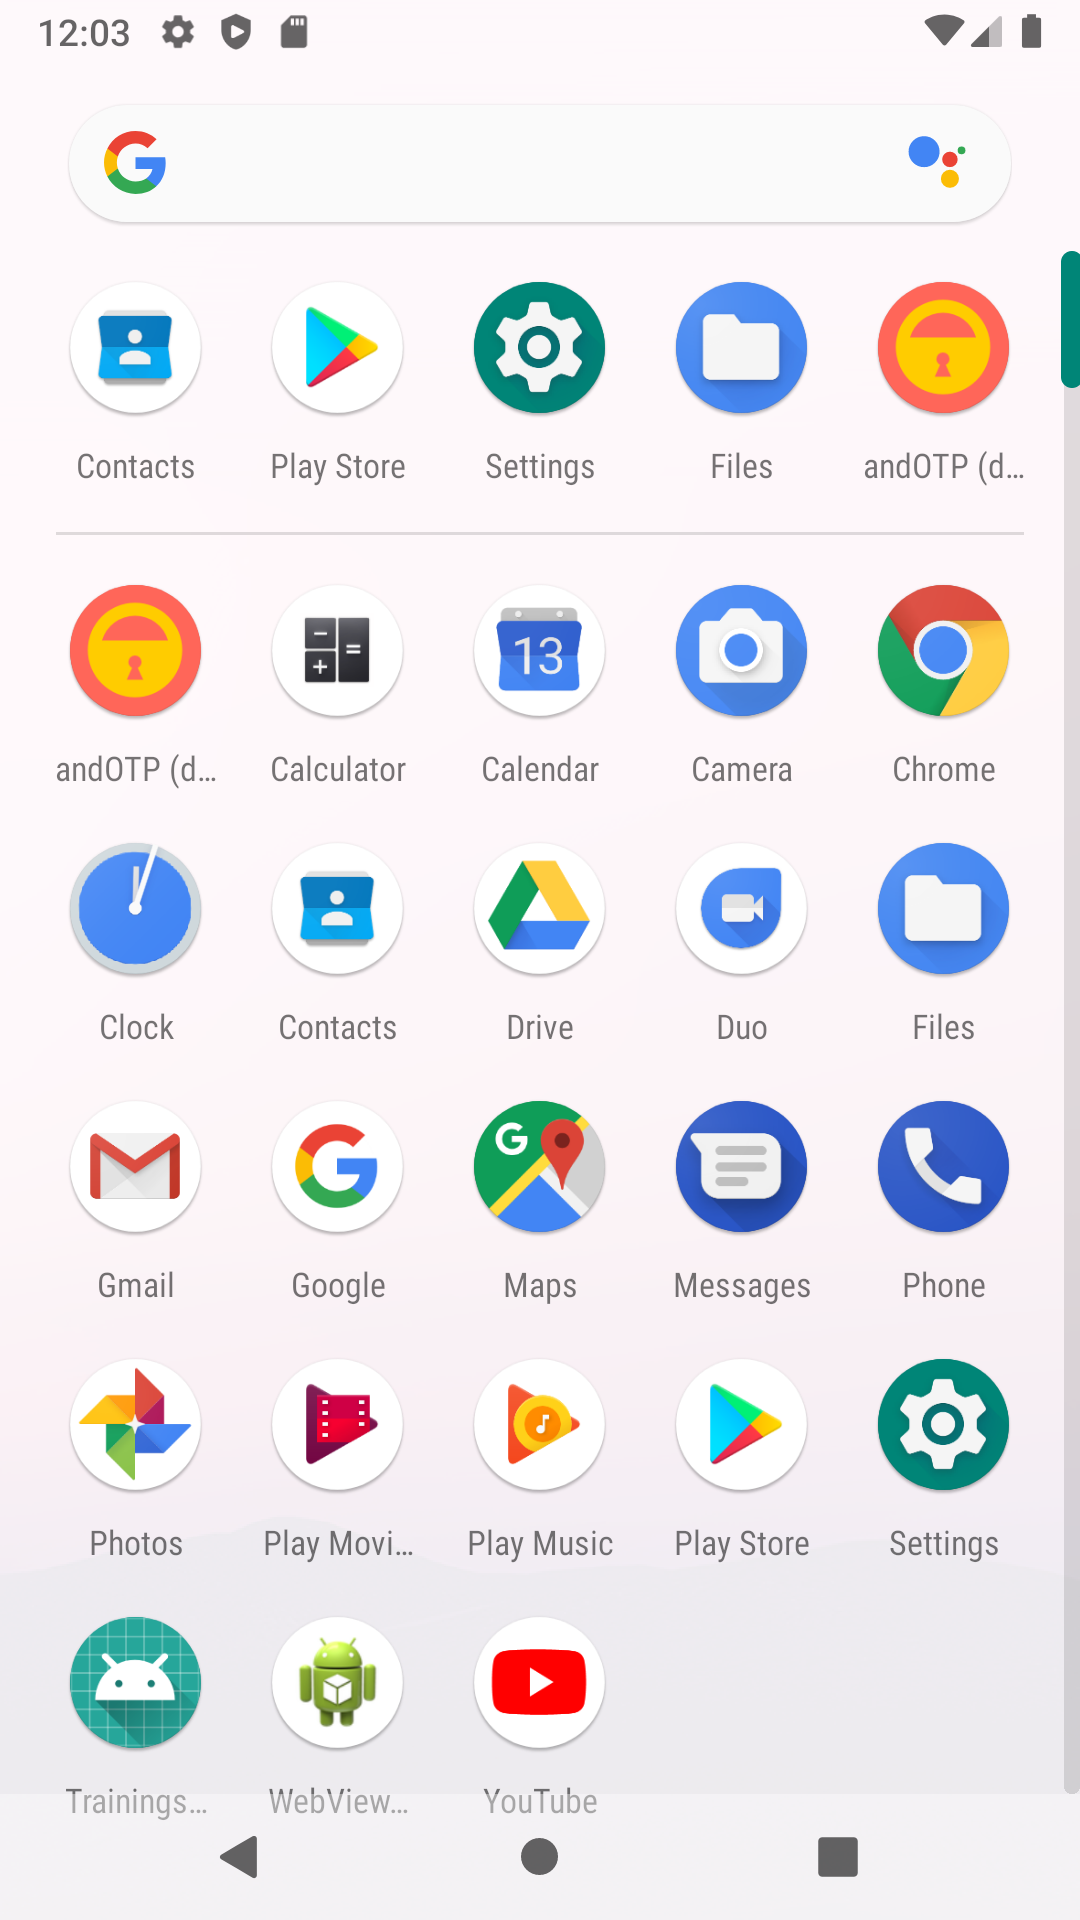 12:03
Contacts
Play Store
Settings
Files
andOTP (d…
andOTP (d…
Calculator
13
Calendar
Camera
Chrome
Clock
Contacts
Drive
Duo
Files
Gmail
Google
Maps
Messages
Phone
Photos
Play Movi…
Play Music
Play Store
Settings
Trainings…
WebView…
YouTube